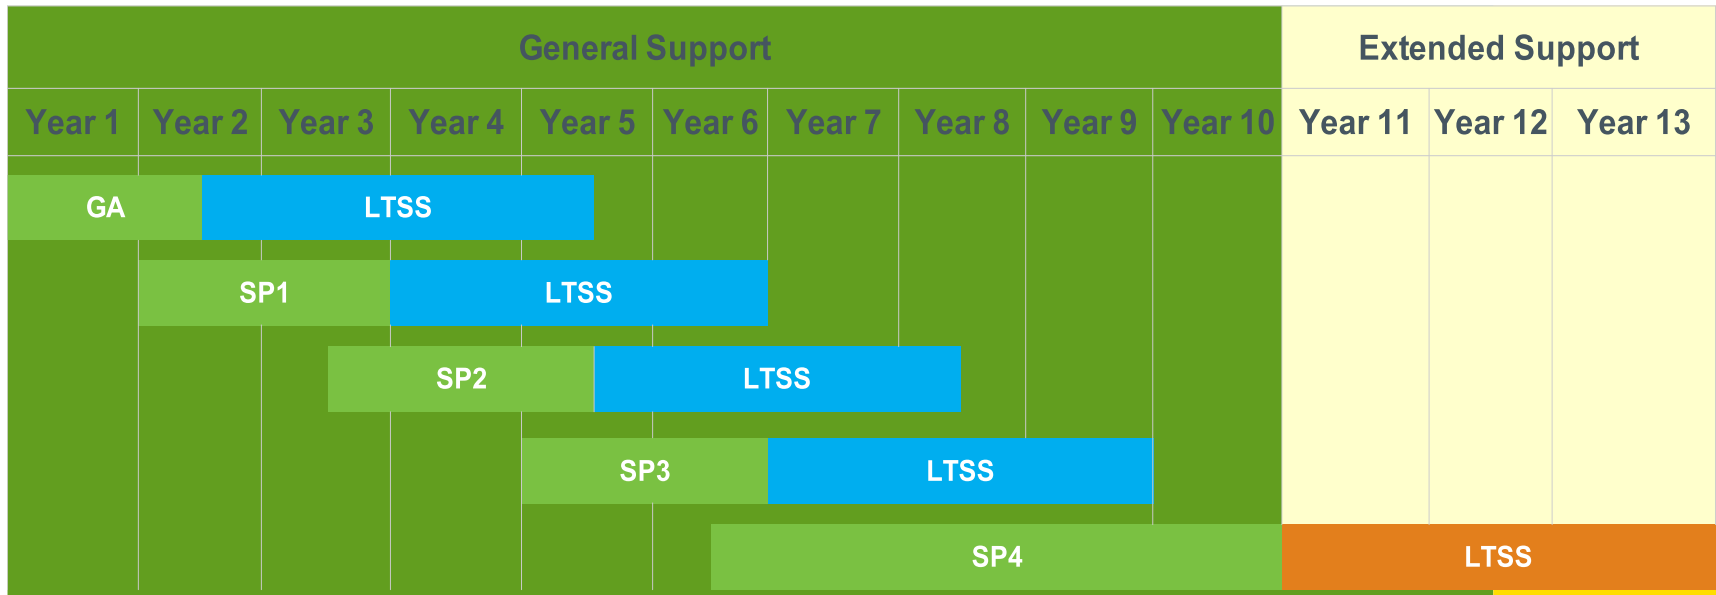 General Support Extended Support
Year 1 Year 2 Year 3 Year 4 Year 5 Year 6 Year 7 Year 8 Year 9 Year 10 Year 11 Year 12 Year 13
GA LTSS
SP1 LTSS
SP2 LTSS
SP3 LTSS
SP4 LTSS